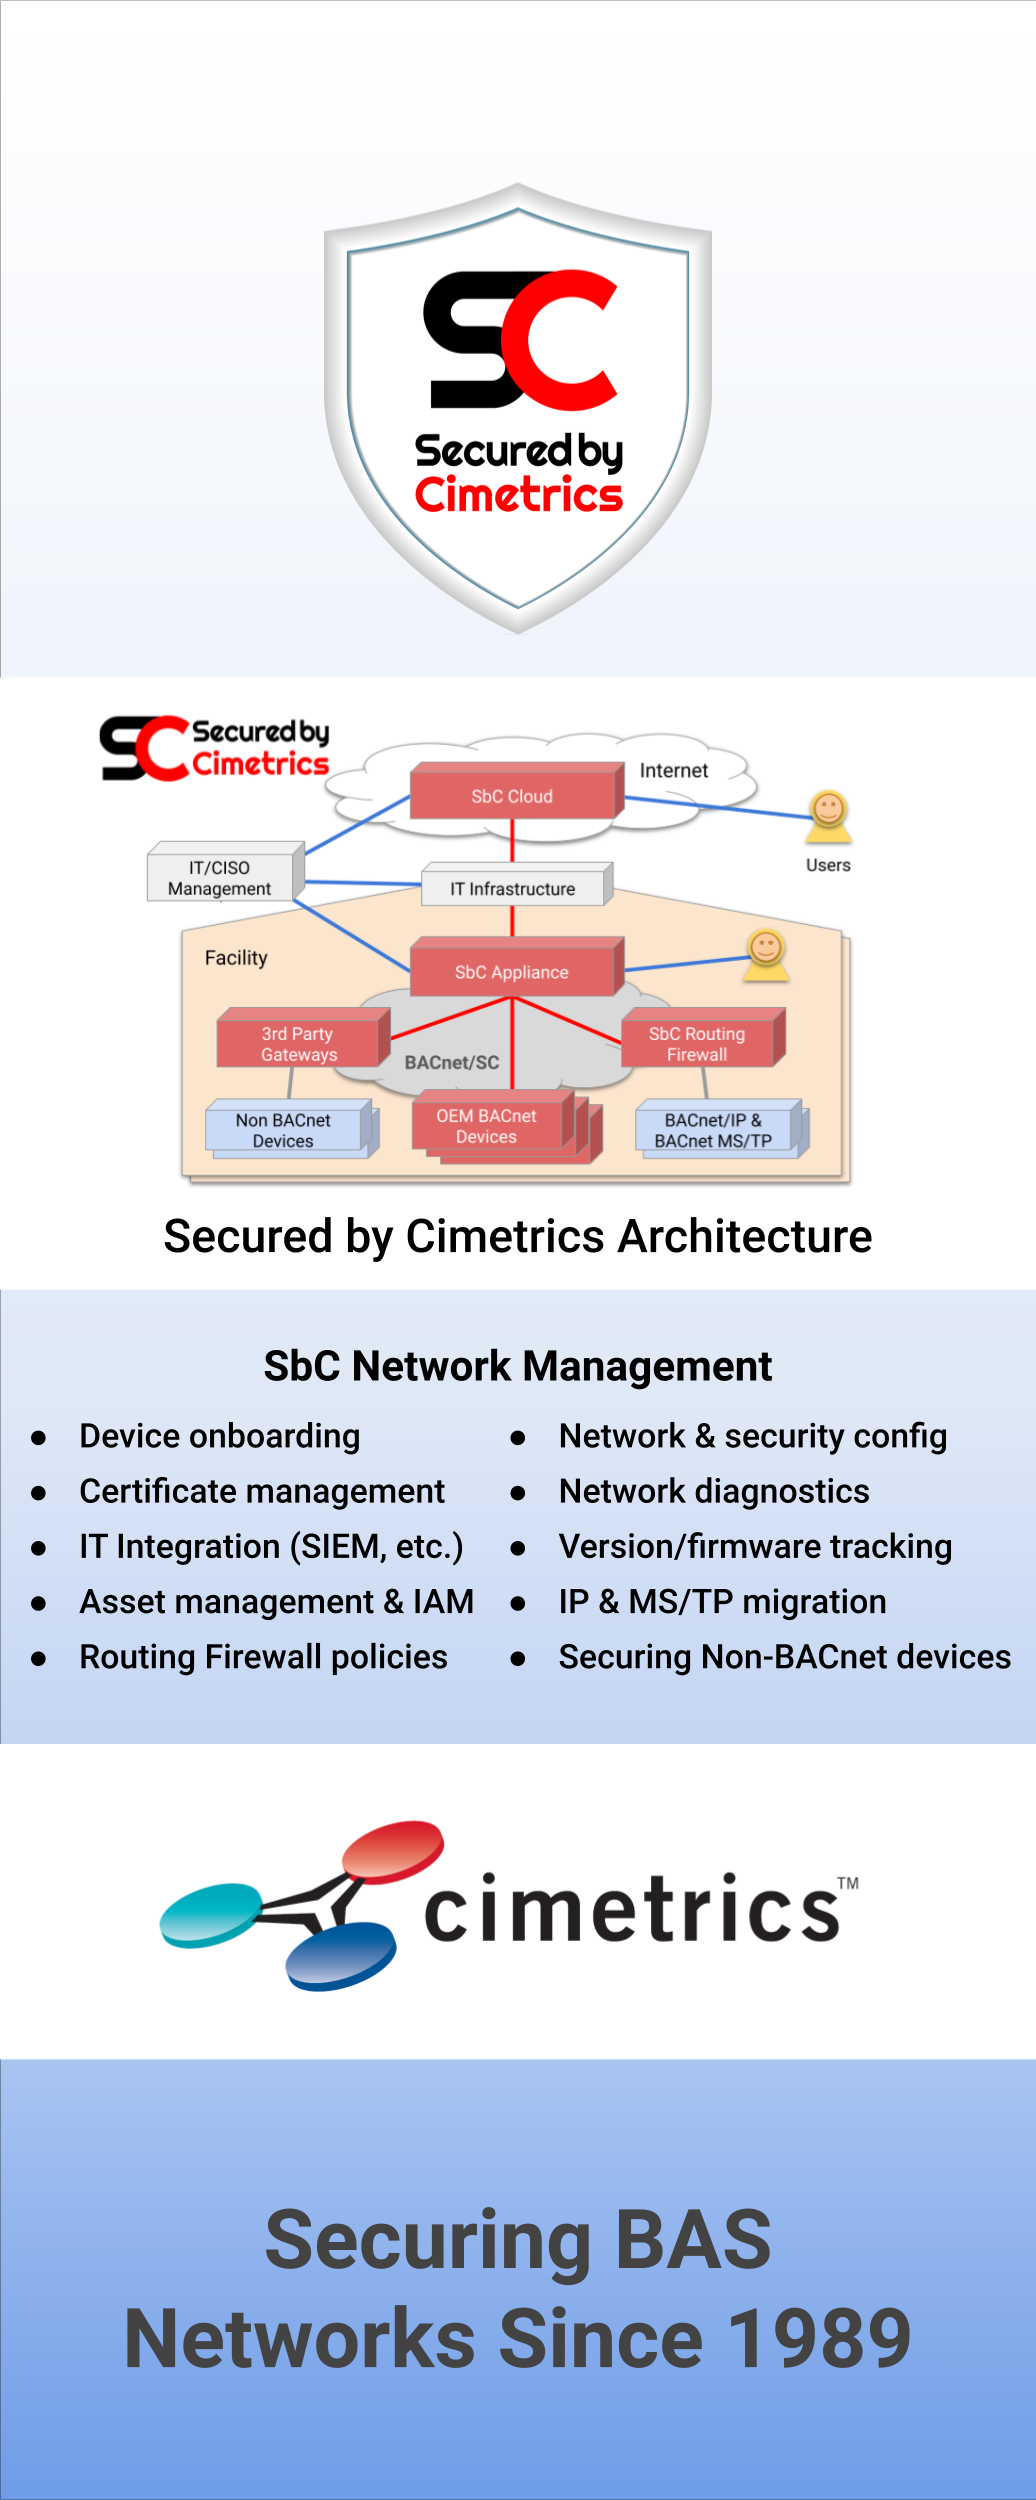 SC
Secured by
Cimetrics
SC Secured by
Cimetrics
Internet
SbC Cloud
Users
IT/CISO
Management
IT Infrastructure
Facility
SbC Appliance
3rd Party
Gateways
SbC Routing
Firewall
BACnet/SC
Non BACnet
Devices
OEM BACnet
Devices
BACnet/IP &
BACnet MS/TP
Secured by Cimetrics Architecture
SbC Network Management
● Device onboarding
● Certificate management
● IT Integration (SIEM, etc.)
● Asset management & IAM
● Routing Firewall policies
● Network & security config
● Network diagnostics
● Version/firmware tracking
● IP & MS/TP migration
● Securing Non-BACnet devices
cimetrics™
Securing BAS
Networks Since 1989